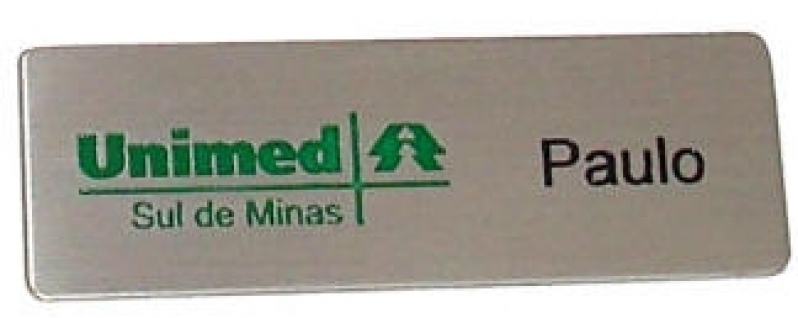 Unimed
Sul de Minas
Paulo